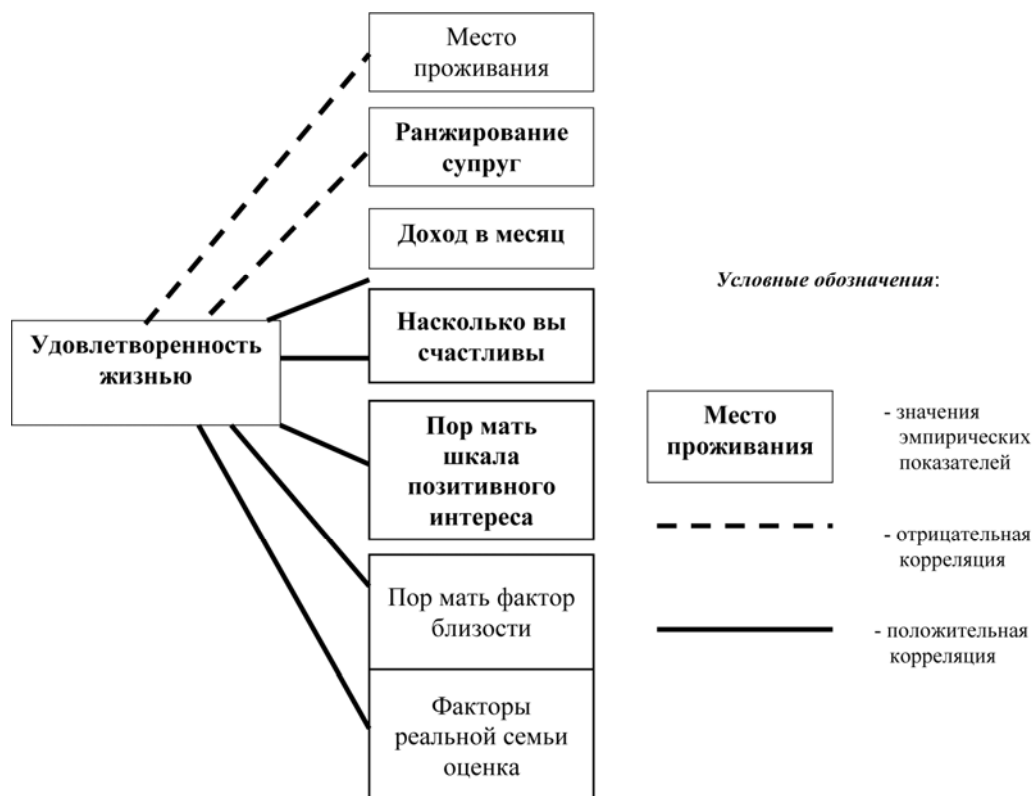 Место
проживания
Ранжирование
супруг
Доход в месяц
Условные обозначения:
Удовлетворенность
жизнью
Насколько вы
счастливы
Пор мать
шкала
позитивного
интереса
Место
проживания
- значения
эмпирических
показателей
- отрицательная
корреляция
Пор мать фактор
близости
- положительная
корреляция
Факторы
реальной семьи
оценка